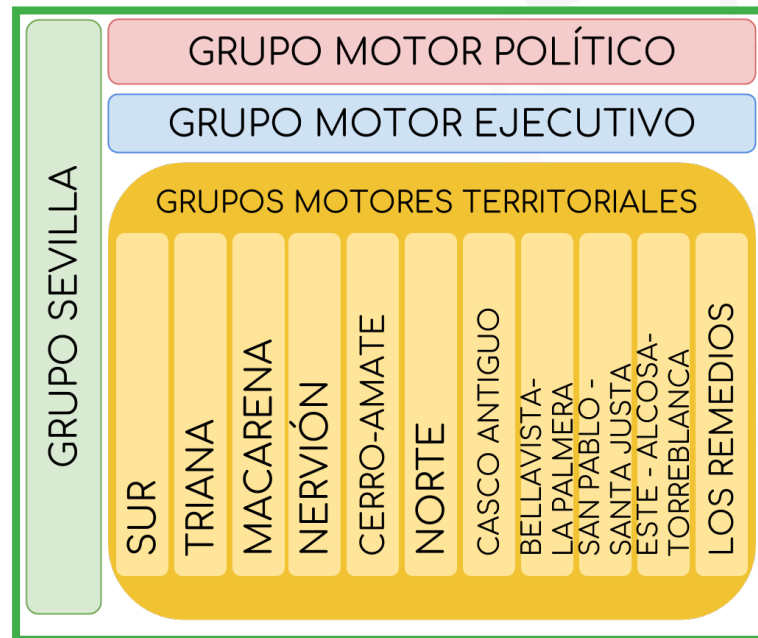 GRUPO SEVILLA
GRUPO MOTOR POLÍTICO
GRUPO MOTOR EJECUTIVO
GRUPOS MOTORES TERRITORIALES
SUR
TRIANA
MACARENA
NERVIÓN
CERRO-AMATE
NORTE
CASCO ANTIGUO
BELLAVISTA-
LA PALMERA
SAN PABLO -
SANTA JUSTA
ESTE - ALCOSA-
TORREBLANCA
LOS REMEDIOS